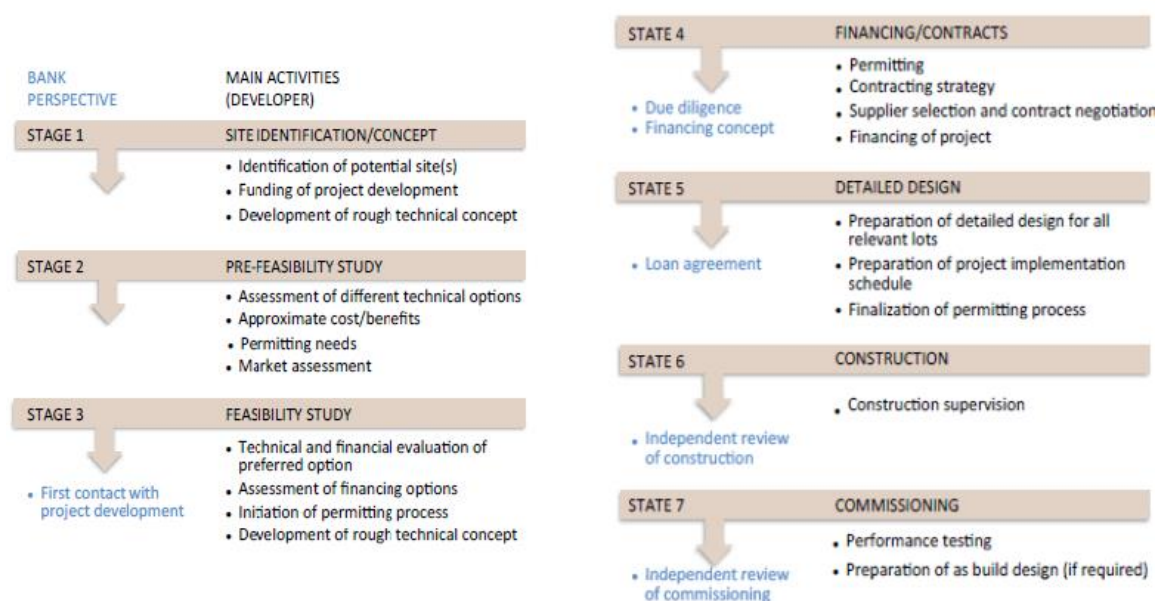 BANK
PERSPECTIVE
MAIN ACTIVITIES
(DEVELOPER)
STAGE 1
SITE IDENTIFICATION/CONCEPT
• Identification of potential site(s)
• Funding of project development
• Development of rough technical concept
STAGE 2
PRE-FEASIBILITY STUDY
• Assessment of different technical options
• Approximate cost/benefits
• Permitting needs
• Market assessment
STAGE 3
FEASIBILITY STUDY
• First contact with
project development
• Technical and financial evaluation of
preferred option
• Assessment of financing options
• Initiation of permitting process
• Development of rough technical concept
STATE 4
FINANCING/CONTRACTS
• Due diligence
• Financing concept
• Permitting
• Contracting strategy
• Supplier selection and contract negotiation
• Financing of project
STATE 5
DETAILED DESIGN
• Loan agreement
• Preparation of detailed design for all
relevant lots
• Preparation of project implementation
schedule
• Finalization of permitting process
STATE 6
CONSTRUCTION
• Independent review
of construction
• Construction supervision
STATE 7
COMMISSIONING
• Independent review
of commissioning
• Performance testing
• Preparation of as build design (if required)